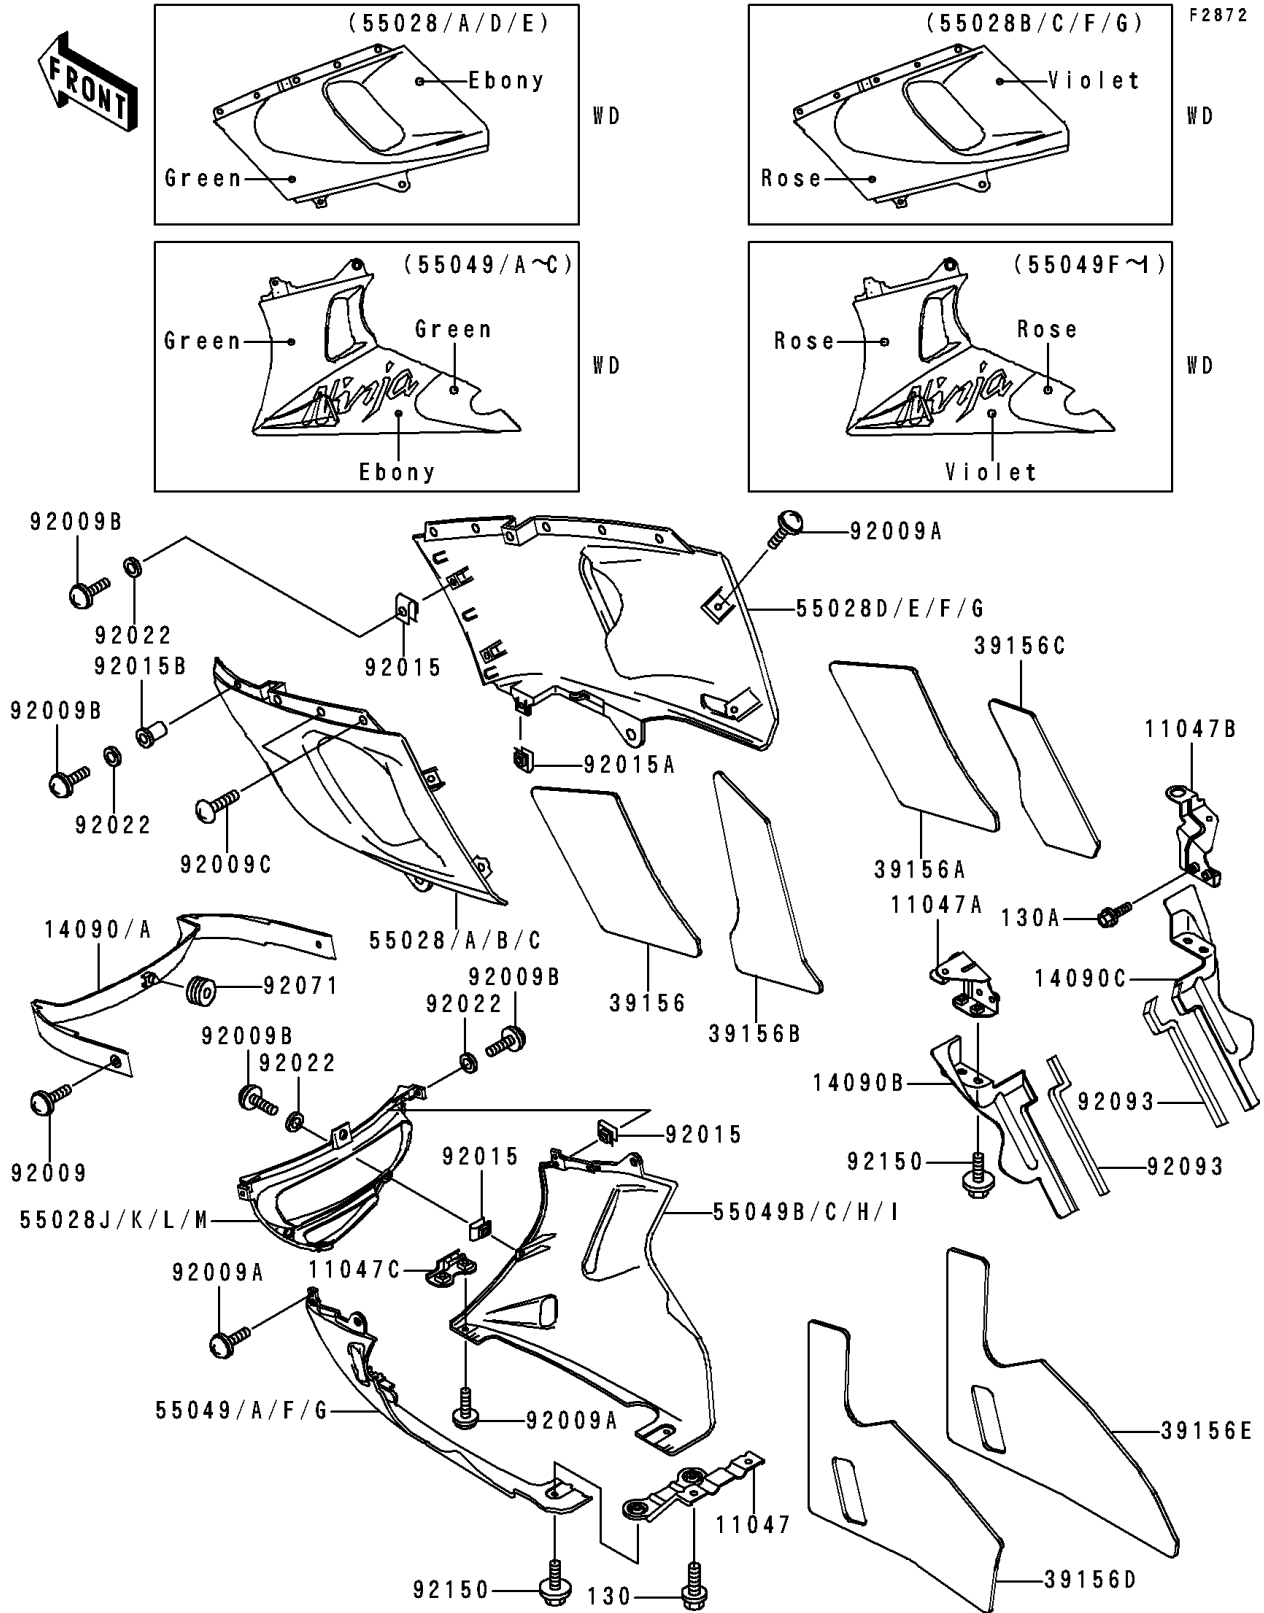 F2872
FRONT
(55028/A/D/E)
Ebony
Green
WD
(55028B/C/F/G)
Violet
Rose
WD
(55049/A~C)
Green
Green
Ninja
Ebony
WD
(55049F~I)
Rose
Rose
Ninja
Violet
WD
92009B
92009A
92022
92015
55028D/E/F/G
92015B
39156C
92009B
11047B
92015A
92022
92009C
39156A
11047A
130A
14090/A
55028/A/B/C
92009B
14090C
92071
92022
39156
39156B
92009B
92022
14090B
92093
92015
92015
92150
92093
92009
55028J/K/L/M
55049B/C/H/I
92009A
11047C
55049/A/F/G
92009A
39156E
11047
39156D
92150
130